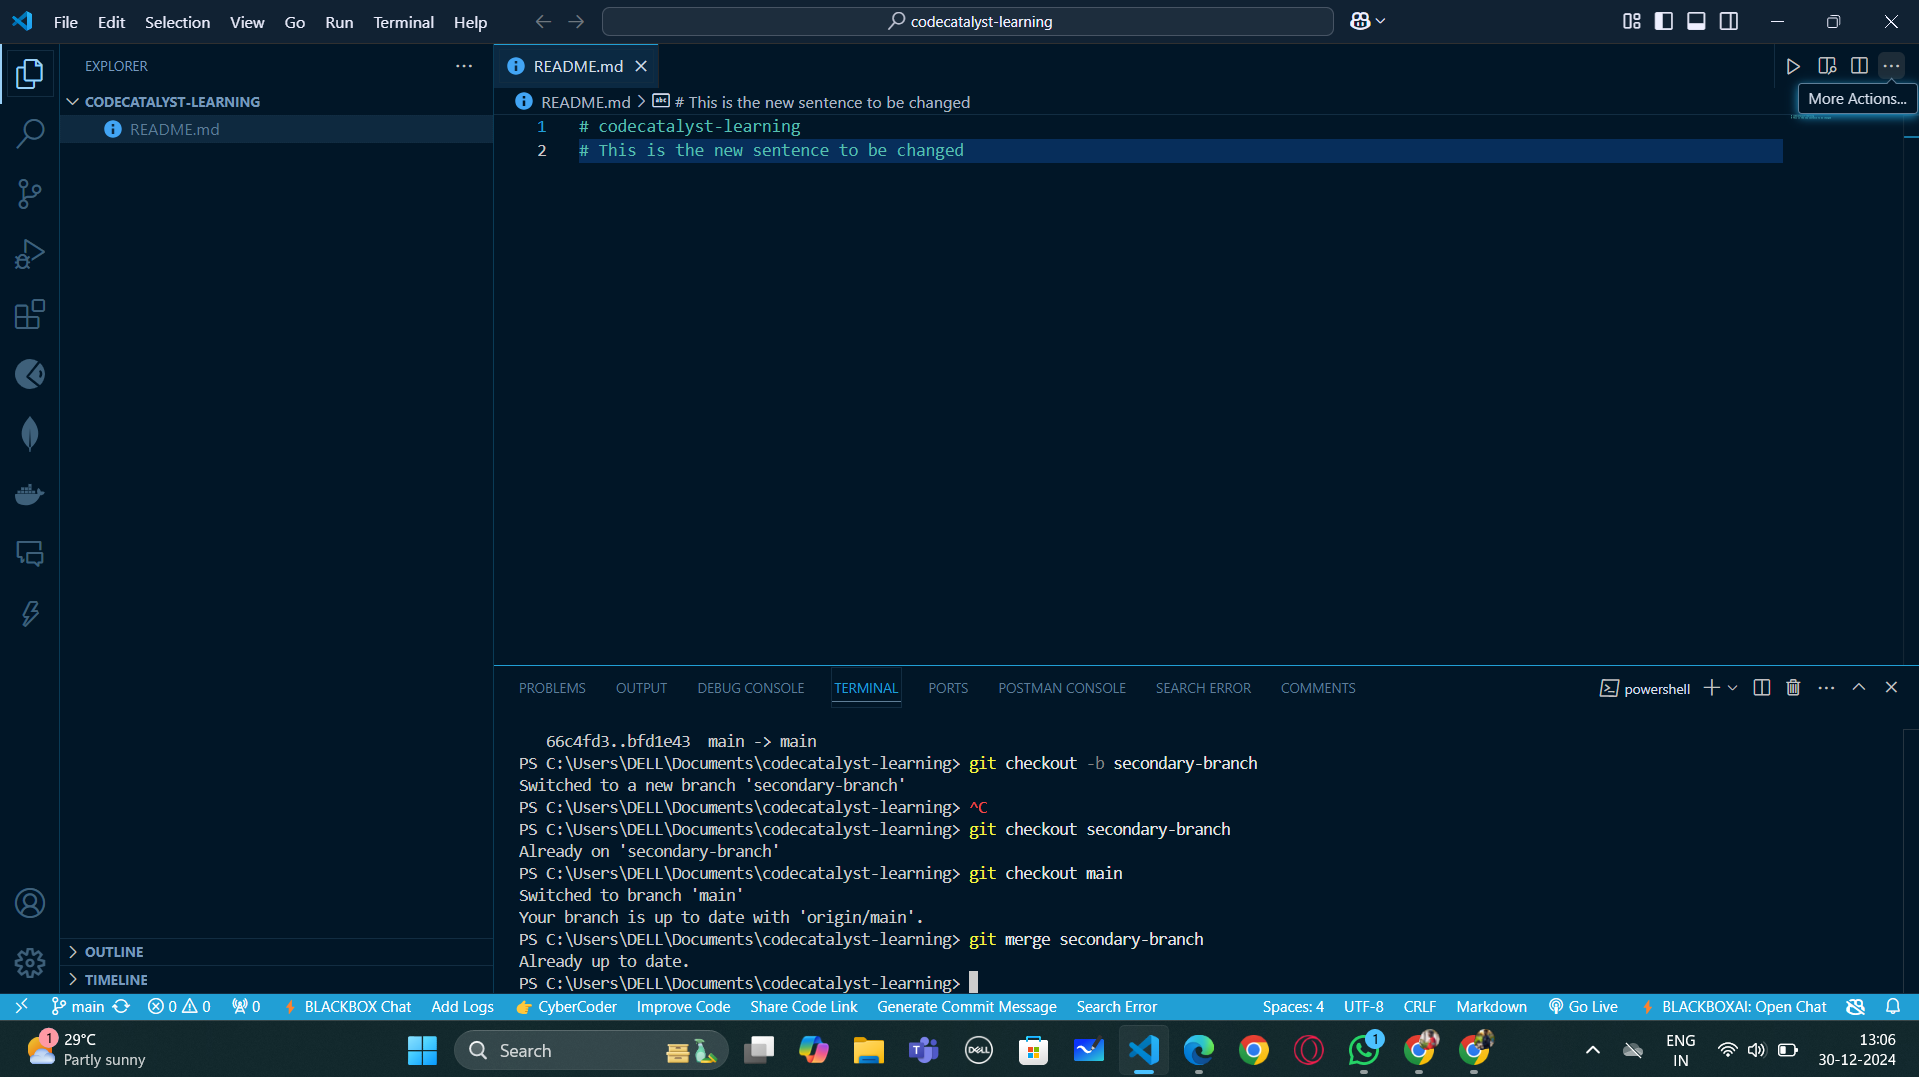 File Edit Selection View Go Run Terminal Help
codecatalyst-learning
EXPLORER
README.md
More Actions...
CODECATALYST-LEARNING
README.md
README.md > # This is the new sentence to be changed
1 # codecatalyst-learning
2 # This is the new sentence to be changed
PROBLEMS OUTPUT DEBUG CONSOLE TERMINAL PORTS POSTMAN CONSOLE SEARCH ERROR COMMENTS
powershell
66c4fd3..bfd1e43  main -> main
PS C:\Users\DELL\Documents\codecatalyst-learning> git checkout -b secondary-branch
Switched to a new branch 'secondary-branch'
PS C:\Users\DELL\Documents\codecatalyst-learning> ^C
PS C:\Users\DELL\Documents\codecatalyst-learning> git checkout secondary-branch
Already on 'secondary-branch'
PS C:\Users\DELL\Documents\codecatalyst-learning> git checkout main
Switched to branch 'main'
Your branch is up to date with 'origin/main'.
PS C:\Users\DELL\Documents\codecatalyst-learning> git merge secondary-branch
Already up to date.
PS C:\Users\DELL\Documents\codecatalyst-learning>
OUTLINE
TIMELINE
main 0 0 0 BLACKBOX Chat Add Logs CyberCoder Improve Code Share Code Link Generate Commit Message Search Error Spaces: 4 UTF-8 CRLF Markdown Go Live BLACKBOXAI: Open Chat
1 29°C
Partly sunny
Search
DELL
1
ENG
IN
13:06
30-12-2024